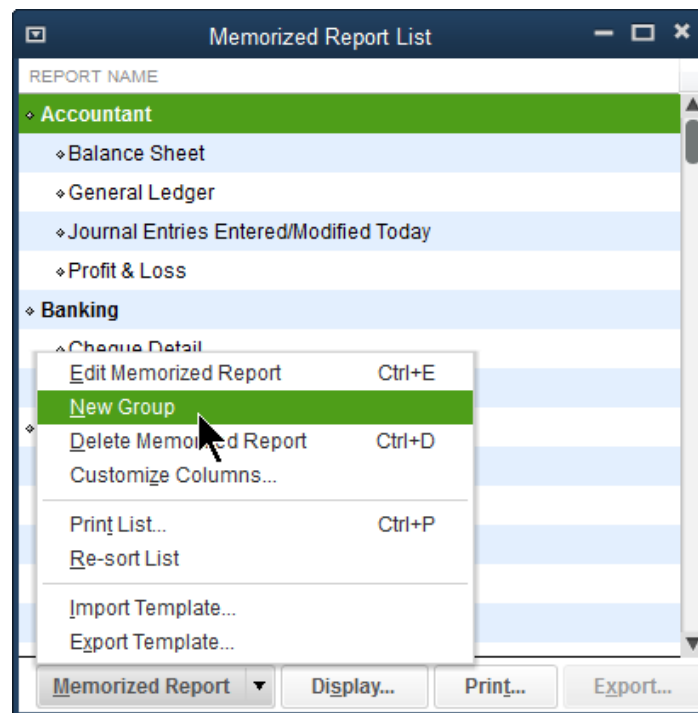 Memorized Report List
REPORT NAME
Accountant
Balance Sheet
General Ledger
Journal Entries Entered/Modified Today
Profit & Loss
Banking
Cheque Detail
Edit Memorized Report Ctrl+E
New Group
Delete Memorized Report Ctrl+D
Customize Columns...
Print List... Ctrl+P
Re-sort List
Import Template...
Export Template...
Memorized Report Display... Print... Export...